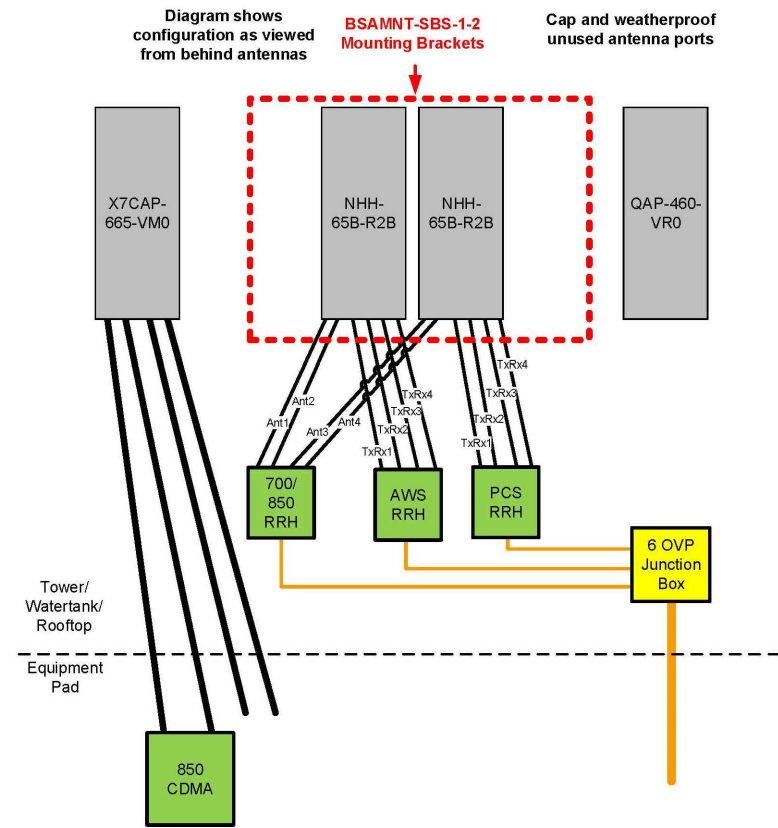 Diagram shows
configuration as viewed
from behind antennas
BSAMNT-SBS-1-2
Mounting Brackets
Cap and weatherproof
unused antenna ports
X7CAP-
665-VM0
NHH-
65B-R2B
NHH-
65B-R2B
QAP-460-
VR0
Ant1
Ant2
Ant3
Ant4
TxRx1
TxRx2
TxRx3
TxRx4
TxRx1
TxRx2
TxRx3
TxRx4
700/
850
RRH
AWS
RRH
PCS
RRH
6 OVP
Junction
Box
Tower/
Watertank/
Rooftop
Equipment
Pad
850
CDMA